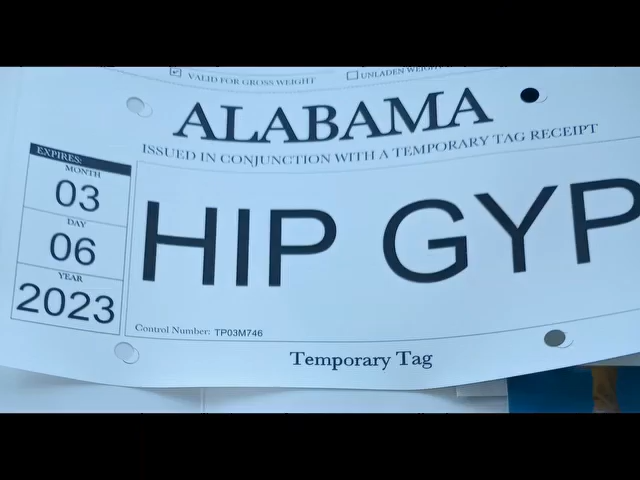 VALID FOR GROSS WEIGHT UNLADEN WEIGHT
ALABAMA
ISSUED IN CONJUNCTION WITH A TEMPORARY TAG RECEIPT
EXPIRES:
MONTH
03
DAY
06
YEAR
2023
HIP GYP
Control Number: TP03M746
Temporary Tag